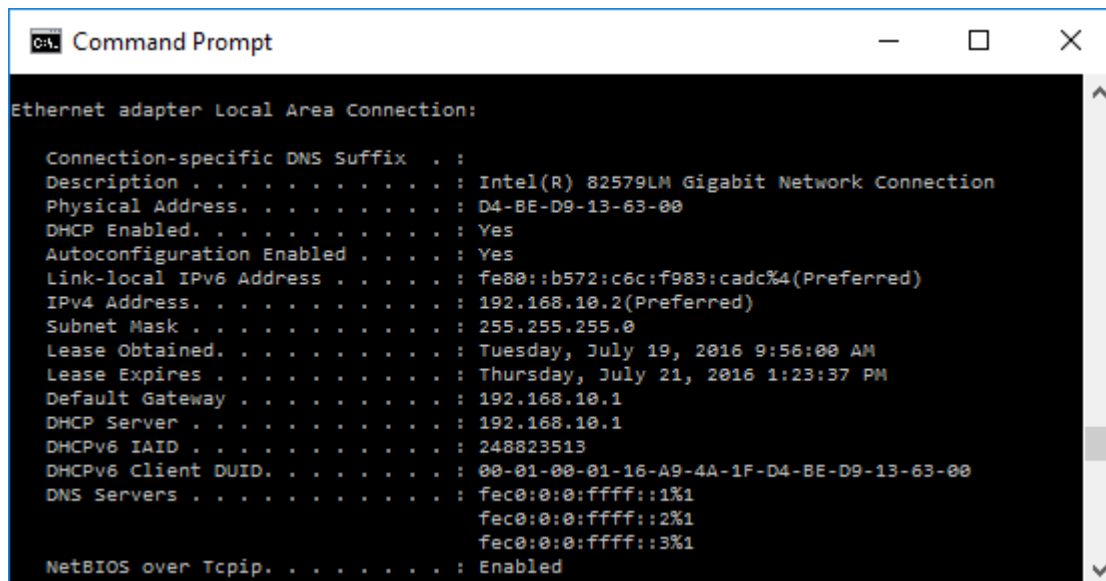 Command Prompt
Ethernet adapter Local Area Connection:
Connection-specific DNS Suffix  . :
Description . . . . . . . . . . . : Intel(R) 82579LM Gigabit Network Connection
Physical Address. . . . . . . . . : D4-BE-D9-13-63-00
DHCP Enabled. . . . . . . . . . . : Yes
Autoconfiguration Enabled . . . . : Yes
Link-local IPv6 Address . . . . . : fe80::b572:c6c:f983:cadc%4(Preferred)
IPv4 Address. . . . . . . . . . . : 192.168.10.2(Preferred)
Subnet Mask . . . . . . . . . . . : 255.255.255.0
Lease Obtained. . . . . . . . . . : Tuesday, July 19, 2016 9:56:00 AM
Lease Expires . . . . . . . . . . : Thursday, July 21, 2016 1:23:37 PM
Default Gateway . . . . . . . . . : 192.168.10.1
DHCP Server . . . . . . . . . . . : 192.168.10.1
DHCPv6 IAID . . . . . . . . . . . : 248823513
DHCPv6 Client DUID. . . . . . . . : 00-01-00-01-16-A9-4A-1F-D4-BE-D9-13-63-00
DNS Servers . . . . . . . . . . . : fec0:0:0:ffff::1%1
fec0:0:0:ffff::2%1
fec0:0:0:ffff::3%1
NetBIOS over Tcpip. . . . . . . . : Enabled